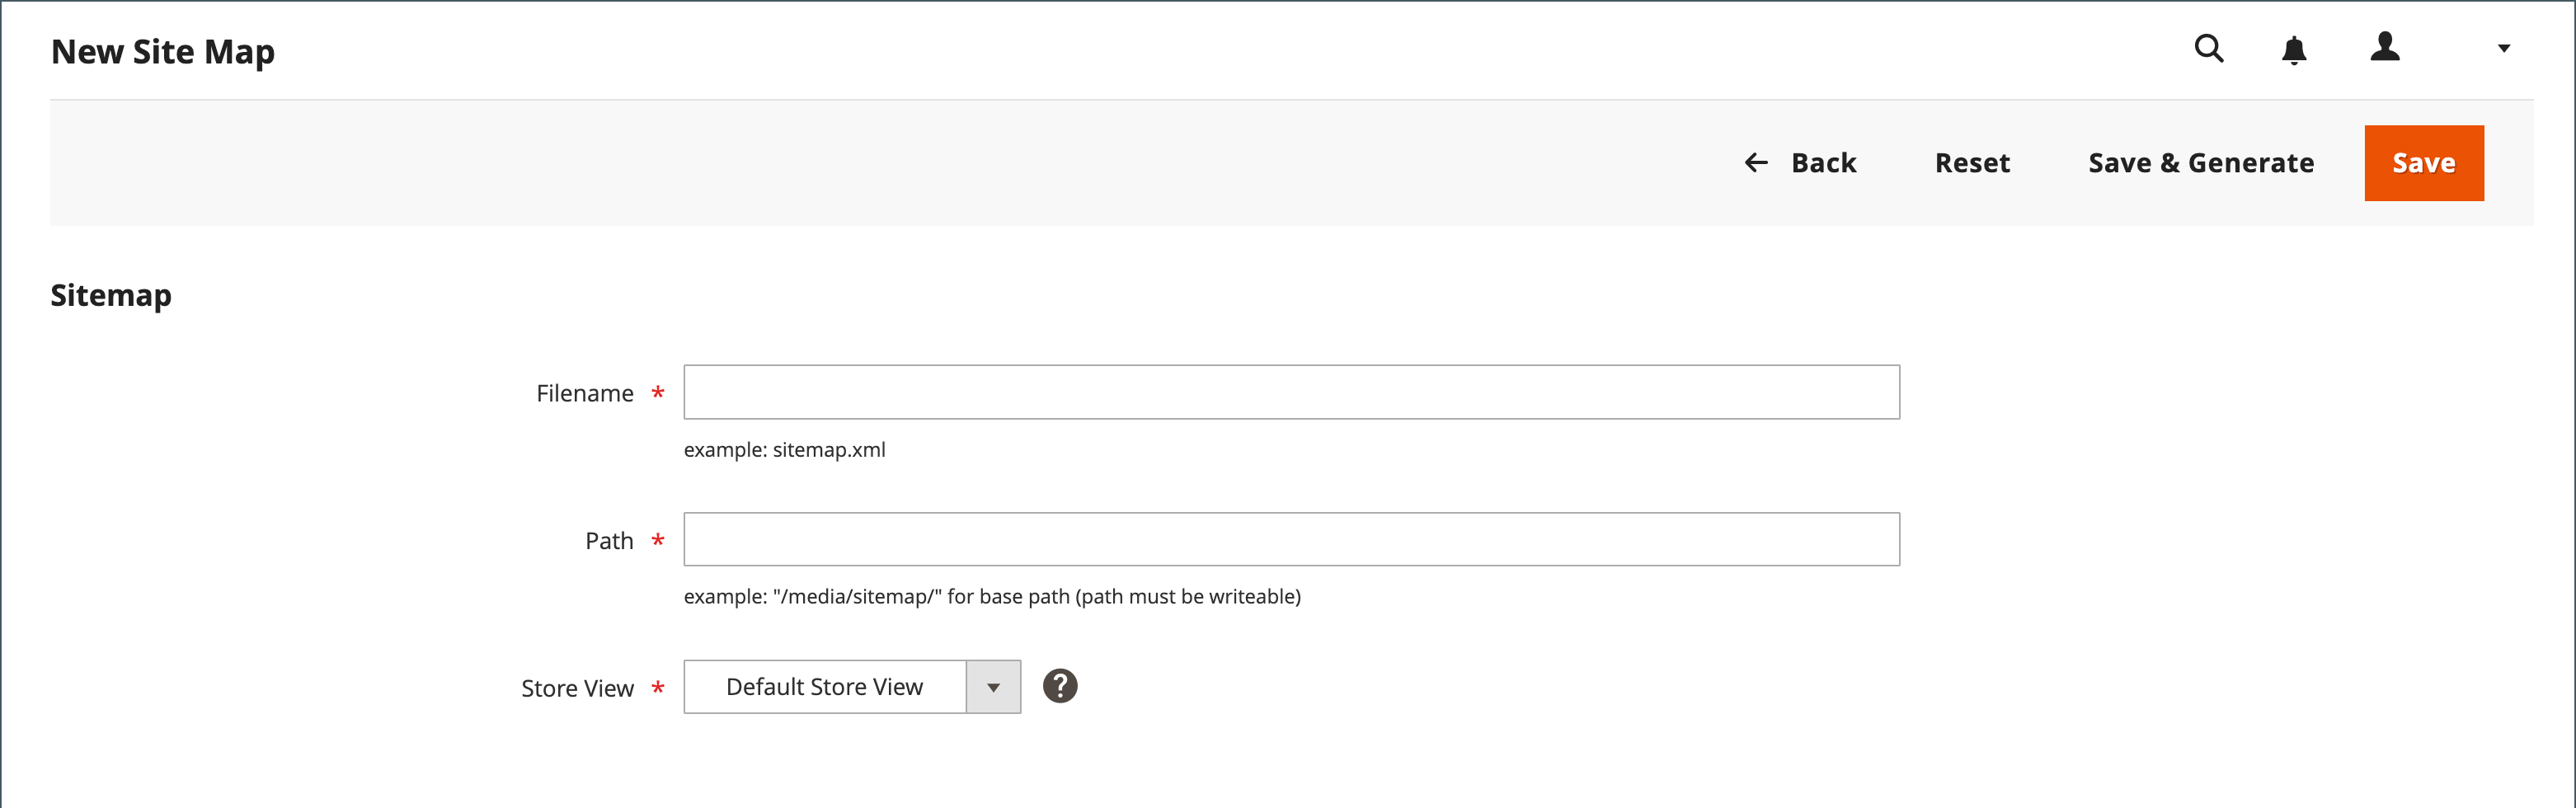 New Site Map
Back Reset Save & Generate Save
Sitemap
Filename *
example: sitemap.xml
Path *
example: "/media/sitemap/" for base path (path must be writeable)
Store View * Default Store View ?